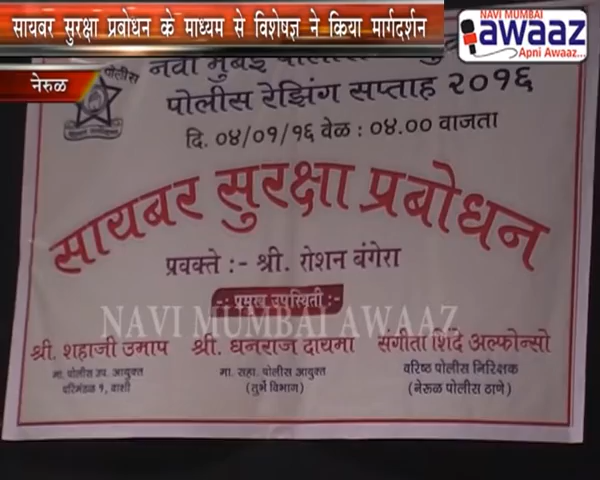 सायबर सुरक्षा प्रबोधन के माध्यम से विशेषज्ञ ने किया मार्गदर्शन
NAVI MUMBAI
awaaz
Apni Awaaz...
नेरुळ
पोलीस
नवी मुंबई
पोलीस रेझिंग सप्ताह २०१६
दि. ०४/०१/१६ वेळ : ०४.०० वाजता
सायबर सुरक्षा प्रबोधन
प्रवक्ते :- श्री. रोशन बंगेरा
-: प्रमुख उपस्थिती :-
NAVI MUMBAI AWAAZ
श्री. शहाजी उमाप श्री. धनराज दायमा संगीता शिंदे अल्फोन्सो
मा. पोलीस उप. आयुक्त मा. सहा. पोलीस आयुक्त वरिष्ठ पोलीस निरिक्षक
परिमंडळ १, वाशी (तुर्भे विभाग) (नेरूळ पोलीस ठाणे)